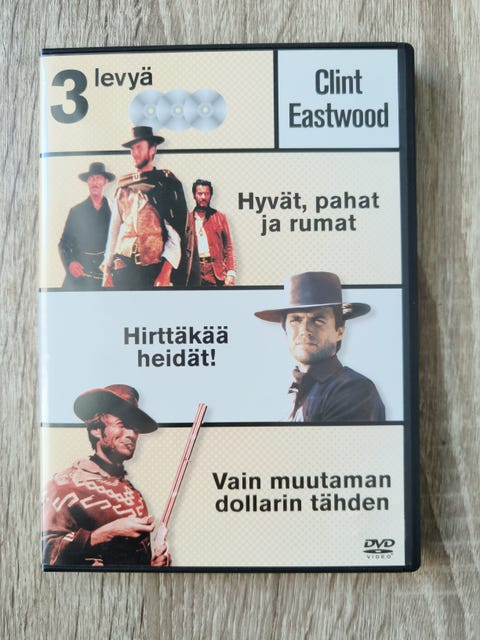 3 levyä
Clint
Eastwood
Hyvät, pahat
ja rumat
Hirttäkää
heidät!
Vain muutaman
dollarin tähden
DVD
VIDEO